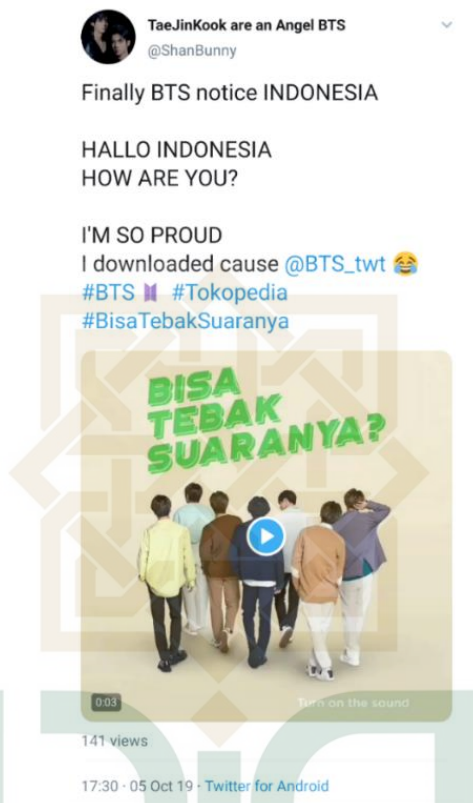 TaeJinKook are an Angel BTS
@ShanBunny
Finally BTS notice INDONESIA
HALLO INDONESIA
HOW ARE YOU?
I'M SO PROUD
I downloaded cause @BTS_twt 😂
#BTS #Tokopedia
#BisaTebakSuaranya
BISA
TEBAK
SUARANYA?
0:03
Turn on the sound
141 views
17:30 · 05 Oct 19 · Twitter for Android